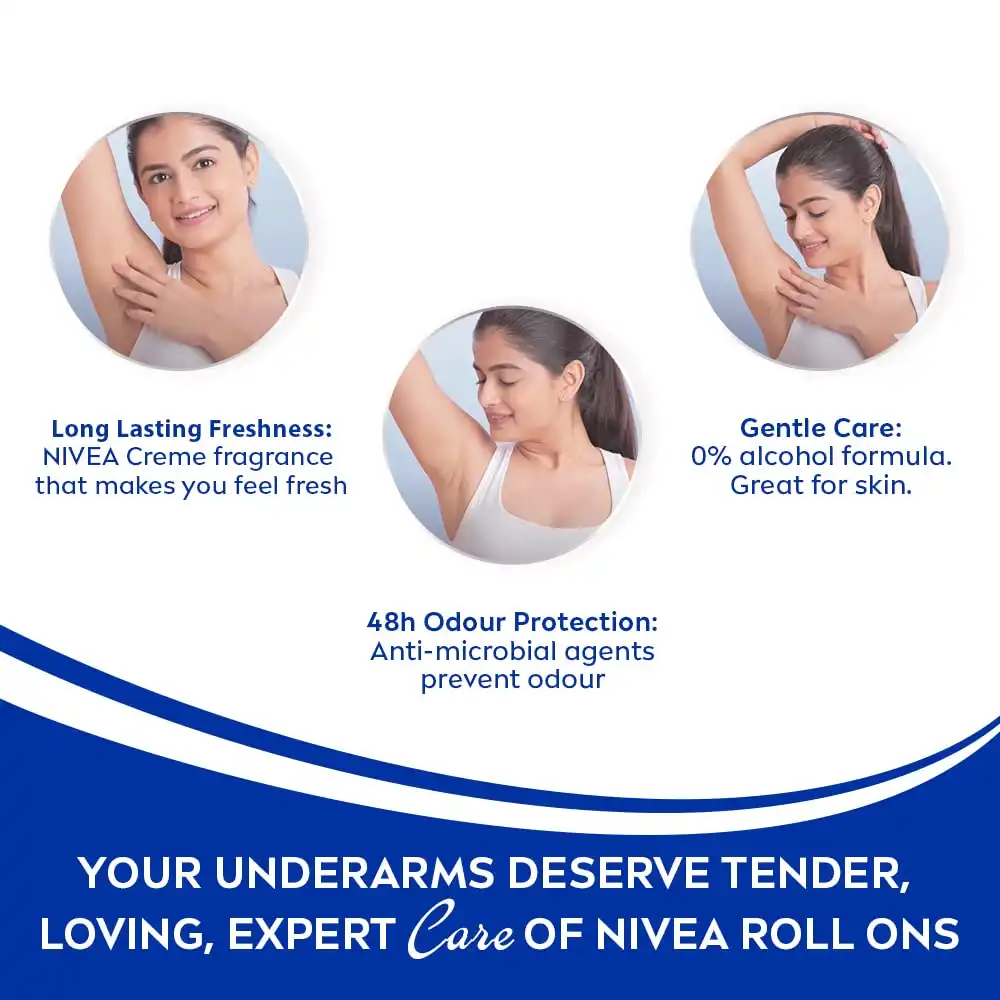 Long Lasting Freshness:
NIVEA Creme fragrance
that makes you feel fresh
48h Odour Protection:
Anti-microbial agents
prevent odour
Gentle Care:
0% alcohol formula.
Great for skin.
YOUR UNDERARMS DESERVE TENDER,
LOVING, EXPERT Care OF NIVEA ROLL ONS